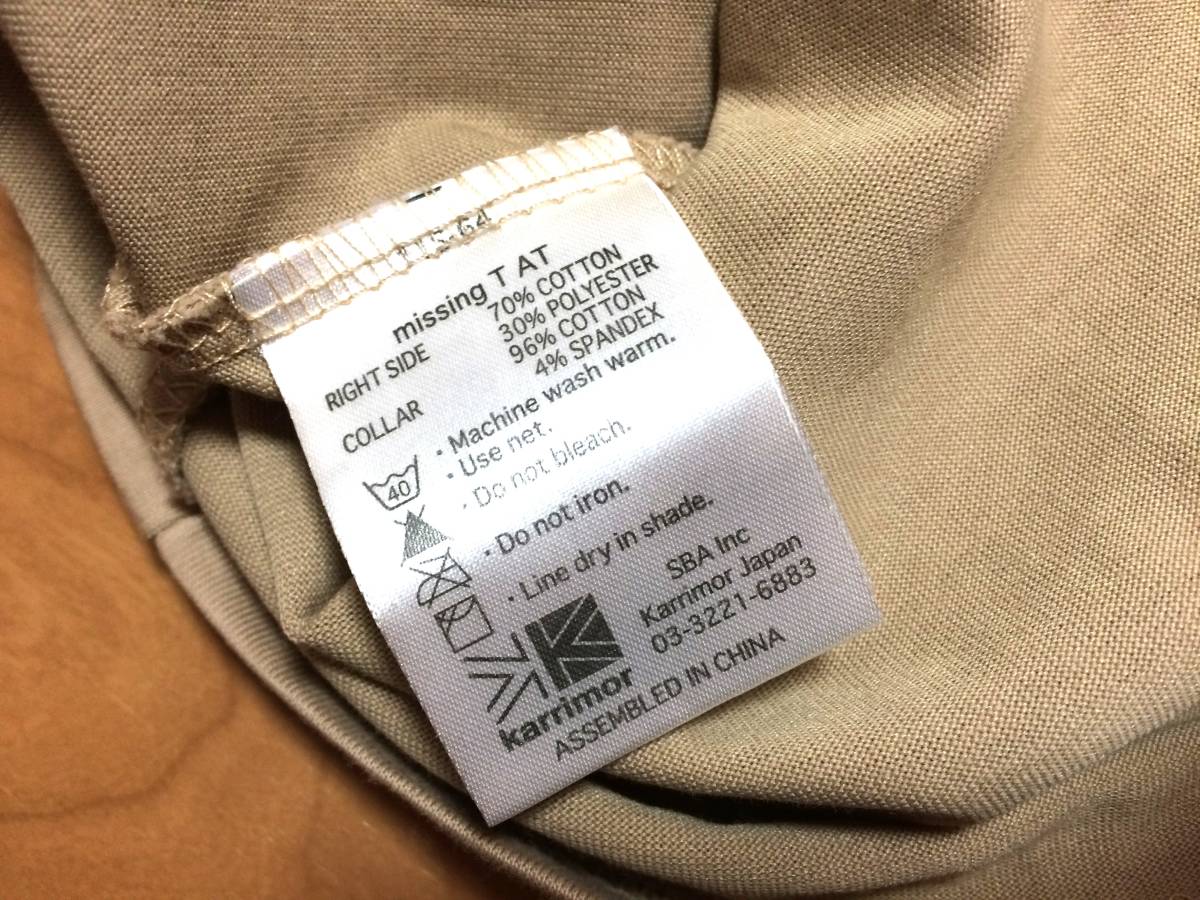 missing T AT
RIGHT SIDE 70% COTTON
30% POLYESTER
COLLAR 96% COTTON
4% SPANDEX
· Machine wash warm.
· Use net.
40
· Do not bleach.
· Do not iron.
· Line dry in shade.
SBA Inc
Karrimor Japan
03-3221-6883
karrimor
ASSEMBLED IN CHINA